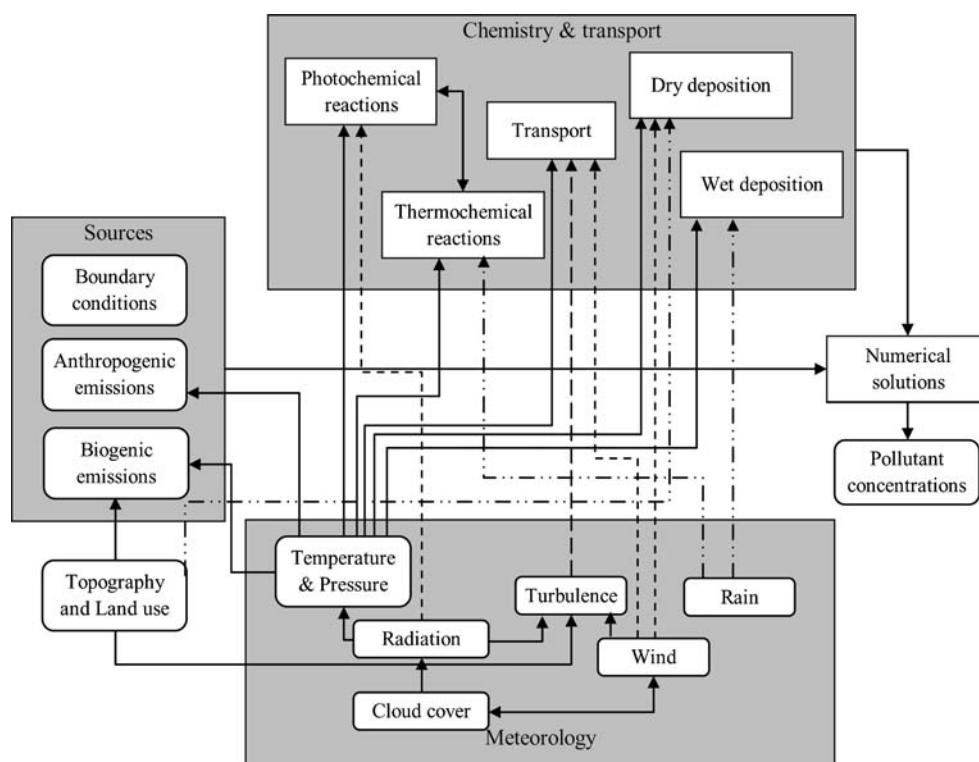 Chemistry & transport
Photochemical
reactions
Dry deposition
Transport
Wet deposition
Thermochemical
reactions
Sources
Boundary
conditions
Anthropogenic
emissions
Biogenic
emissions
Numerical
solutions
Pollutant
concentrations
Topography
and Land use
Temperature
& Pressure
Turbulence
Rain
Radiation
Wind
Cloud cover
Meteorology